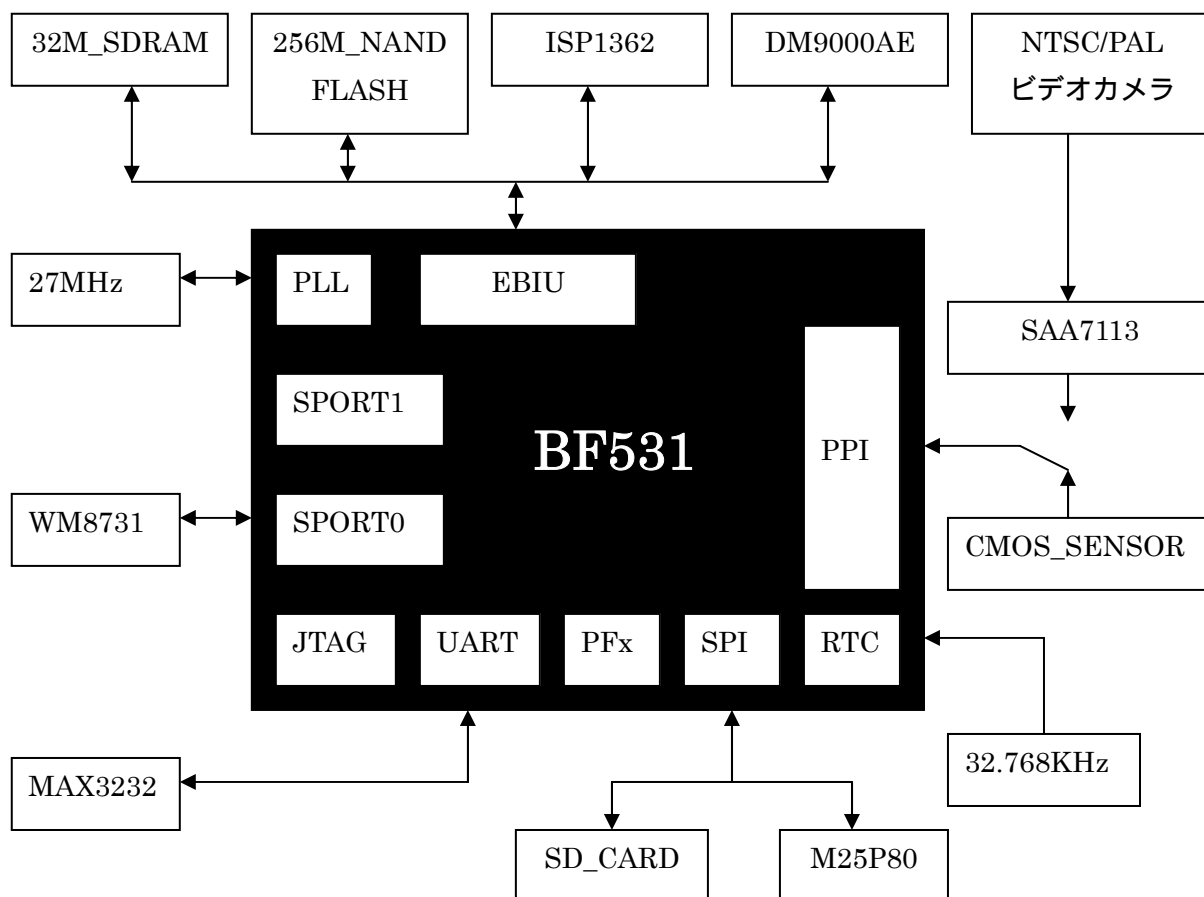 32M_SDRAM
256M_NAND
FLASH
ISP1362
DM9000AE
NTSC/PAL
ビデオカメラ
27MHz
PLL
EBIU
SAA7113
SPORT1
BF531
PPI
WM8731
SPORT0
CMOS_SENSOR
JTAG
UART
PFx
SPI
RTC
MAX3232
32.768KHz
SD_CARD
M25P80